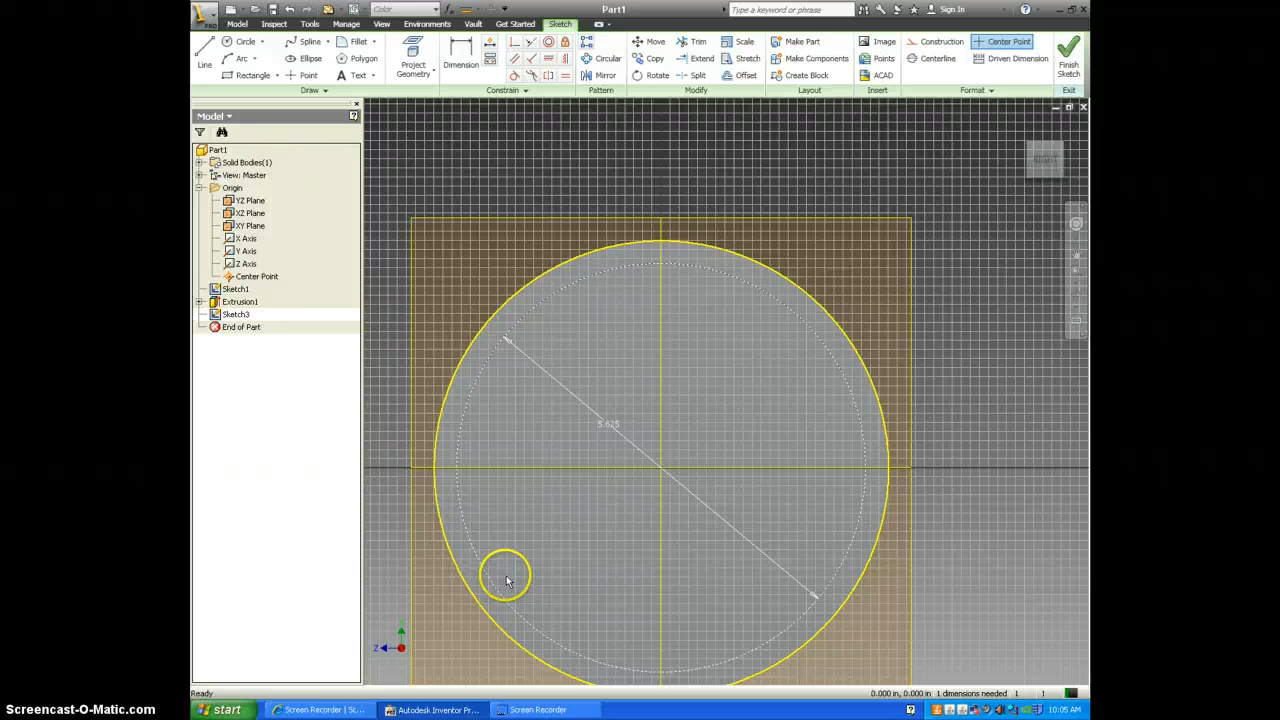 Color
Part1
Type a keyword or phrase
Sign In
PRO
Model Inspect Tools Manage View Environments Vault Get Started Sketch
Line
Circle
Arc
Rectangle
Spline
Ellipse
Point
Fillet
Polygon
Text
Project Geometry
Dimension
Circular
Mirror
Move
Copy
Rotate
Trim
Extend
Split
Scale
Stretch
Offset
Make Part
Make Components
Create Block
Image
Points
ACAD
Construction
Centerline
Center Point
Driven Dimension
Finish Sketch
Draw Constrain Pattern Modify Layout Insert Format Exit
Model
Part1
Solid Bodies(1)
View: Master
Origin
YZ Plane
XZ Plane
XY Plane
X Axis
Y Axis
Z Axis
Center Point
Sketch1
Extrusion1
Sketch3
End of Part
RIGHT
5.625
Z
Ready
0.000 in, 0.000 in 1 dimensions needed 1 1
start
Screen Recorder | Sc...
Autodesk Inventor Pr...
Screen Recorder
10:05 AM
Screencast-O-Matic.com